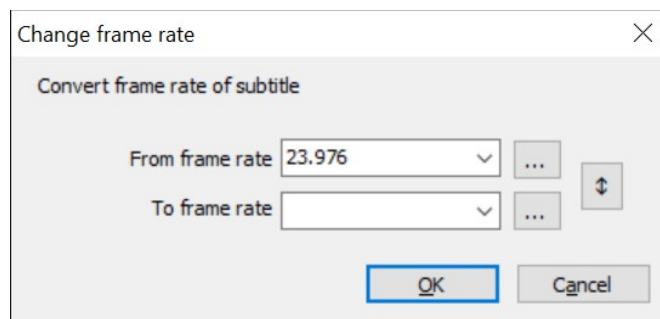 Change frame rate
Convert frame rate of subtitle
From frame rate 23.976 ...
To frame rate ...
OK Cancel